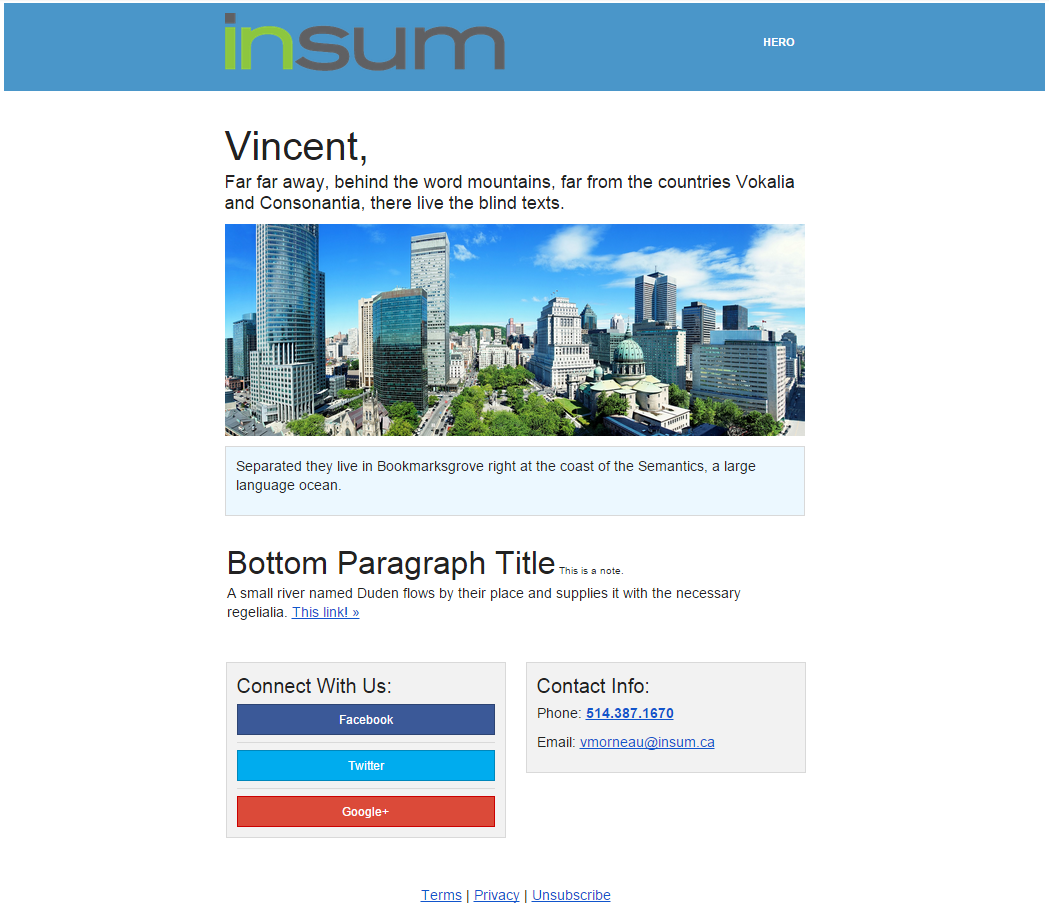 insum
HERO
Vincent,
Far far away, behind the word mountains, far from the countries Vokalia
and Consonantia, there live the blind texts.
Separated they live in Bookmarksgrove right at the coast of the Semantics, a large
language ocean.
Bottom Paragraph Title This is a note.
A small river named Duden flows by their place and supplies it with the necessary
regelialia. This link! »
Connect With Us:
Facebook
Twitter
Google+
Contact Info:
Phone: 514.387.1670
Email: vmorneau@insum.ca
Terms | Privacy | Unsubscribe